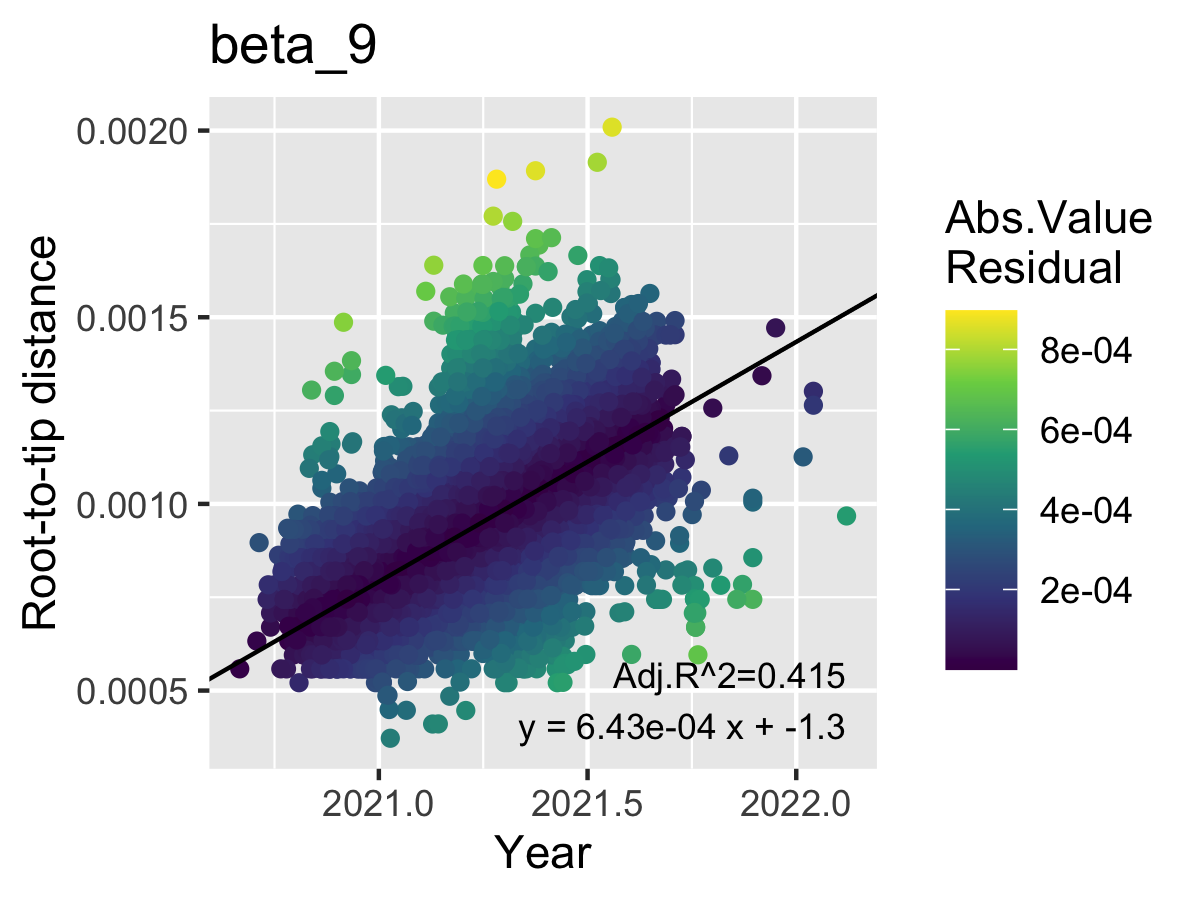 beta_9
0.0020
0.0015
0.0010
0.0005
Root-to-tip distance
Adj.R^2=0.415
y = 6.43e-04 x + -1.3
2021.0 2021.5 2022.0
Year
Abs.Value
Residual
8e-04
6e-04
4e-04
2e-04